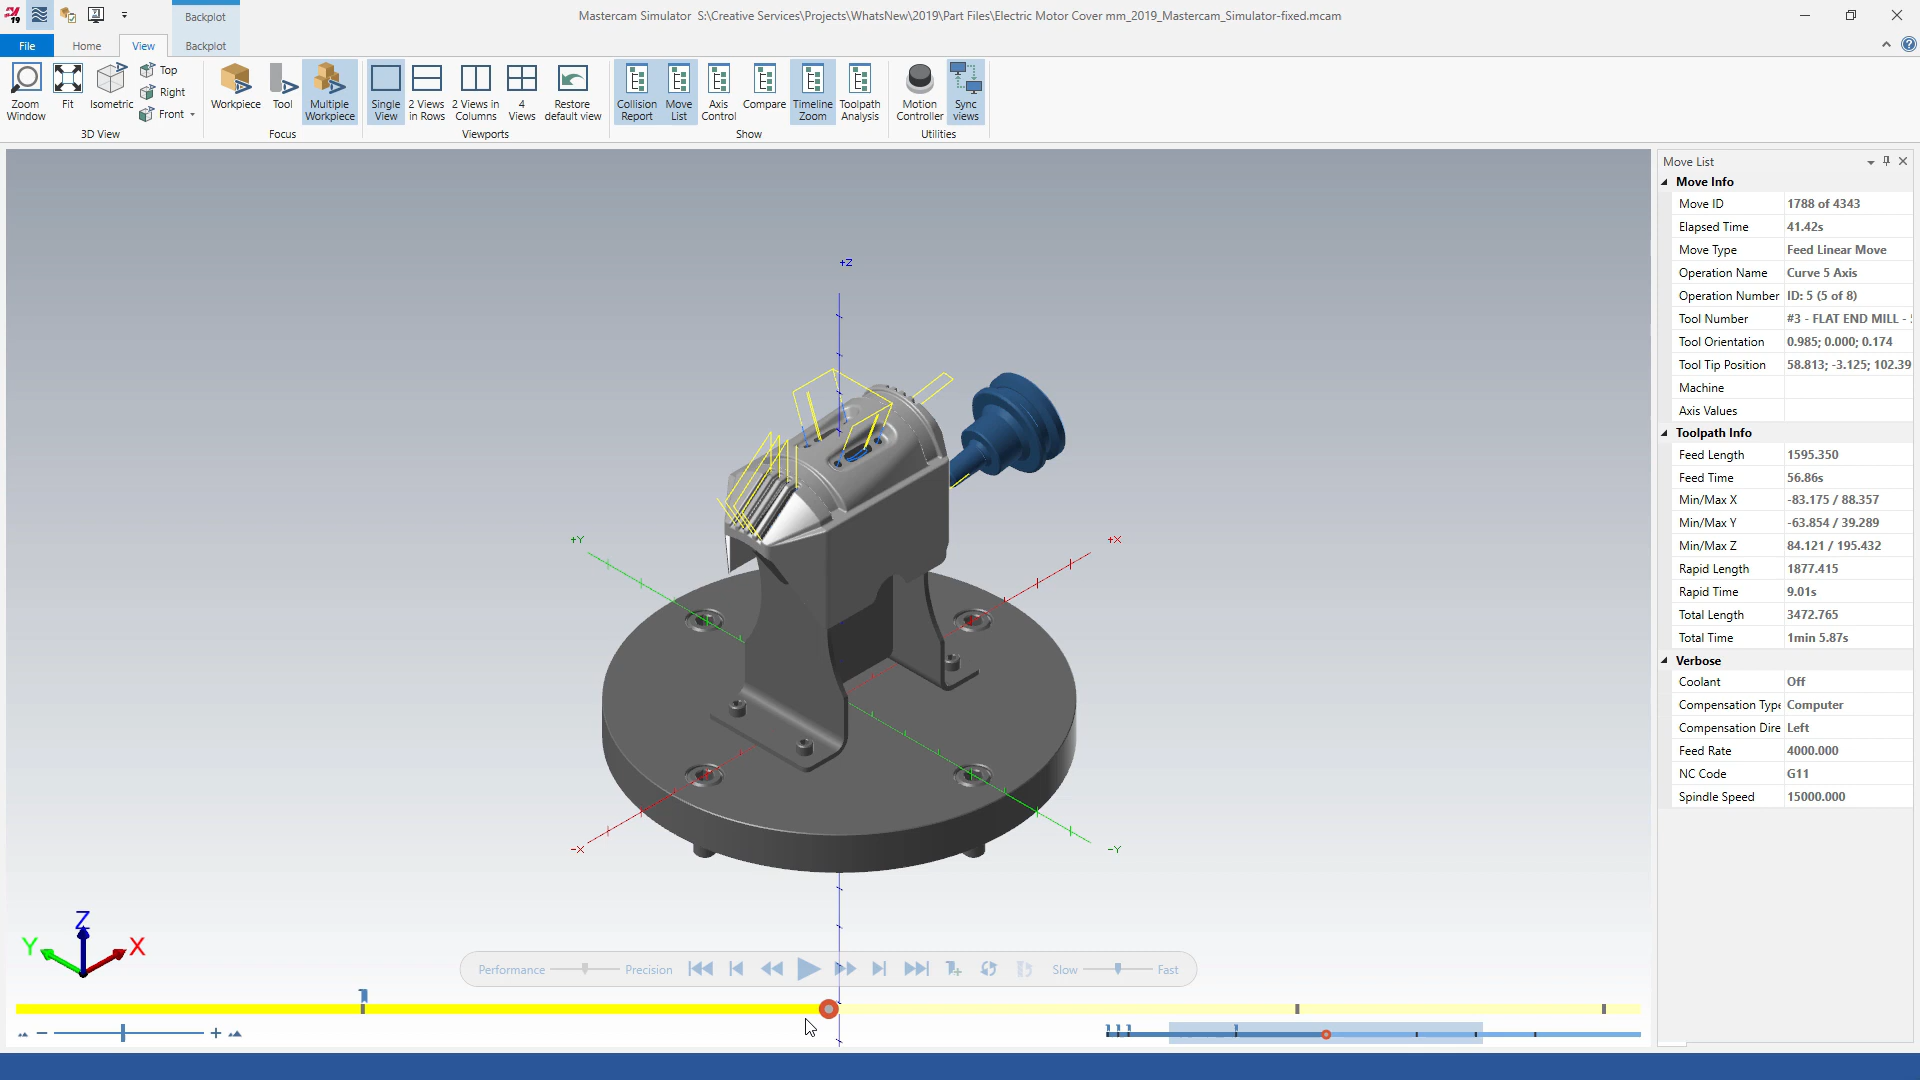 Backplot
Mastercam Simulator S:\Creative Services\Projects\WhatsNew\2019\Part Files\Electric Motor Cover mm_2019_Mastercam_Simulator-fixed.mcam
File
Home
View
Backplot
Zoom Window
Fit
Isometric
Top
Right
Front
3D View
Workpiece
Tool
Multiple Workpiece
Focus
Single View
2 Views in Rows
2 Views in Columns
4 Views
Restore default view
Viewports
Collision Report
Move List
Axis Control
Compare
Timeline Zoom
Toolpath Analysis
Show
Motion Controller
Sync views
Utilities
Move List
Move Info
Move ID 1788 of 4343
Elapsed Time 41.42s
Move Type Feed Linear Move
Operation Name Curve 5 Axis
Operation Number ID: 5 (5 of 8)
Tool Number #3 - FLAT END MILL -
Tool Orientation 0.985; 0.000; 0.174
Tool Tip Position 58.813; -3.125; 102.39
Machine
Axis Values
Toolpath Info
Feed Length 1595.350
Feed Time 56.86s
Min/Max X -83.175 / 88.357
Min/Max Y -63.854 / 39.289
Min/Max Z 84.121 / 195.432
Rapid Length 1877.415
Rapid Time 9.01s
Total Length 3472.765
Total Time 1min 5.87s
Verbose
Coolant Off
Compensation Type Computer
Compensation Dire Left
Feed Rate 4000.000
NC Code G11
Spindle Speed 15000.000
+Z
+Y
+X
-X
-Y
Z
Y
X
Performance
Precision
Slow
Fast